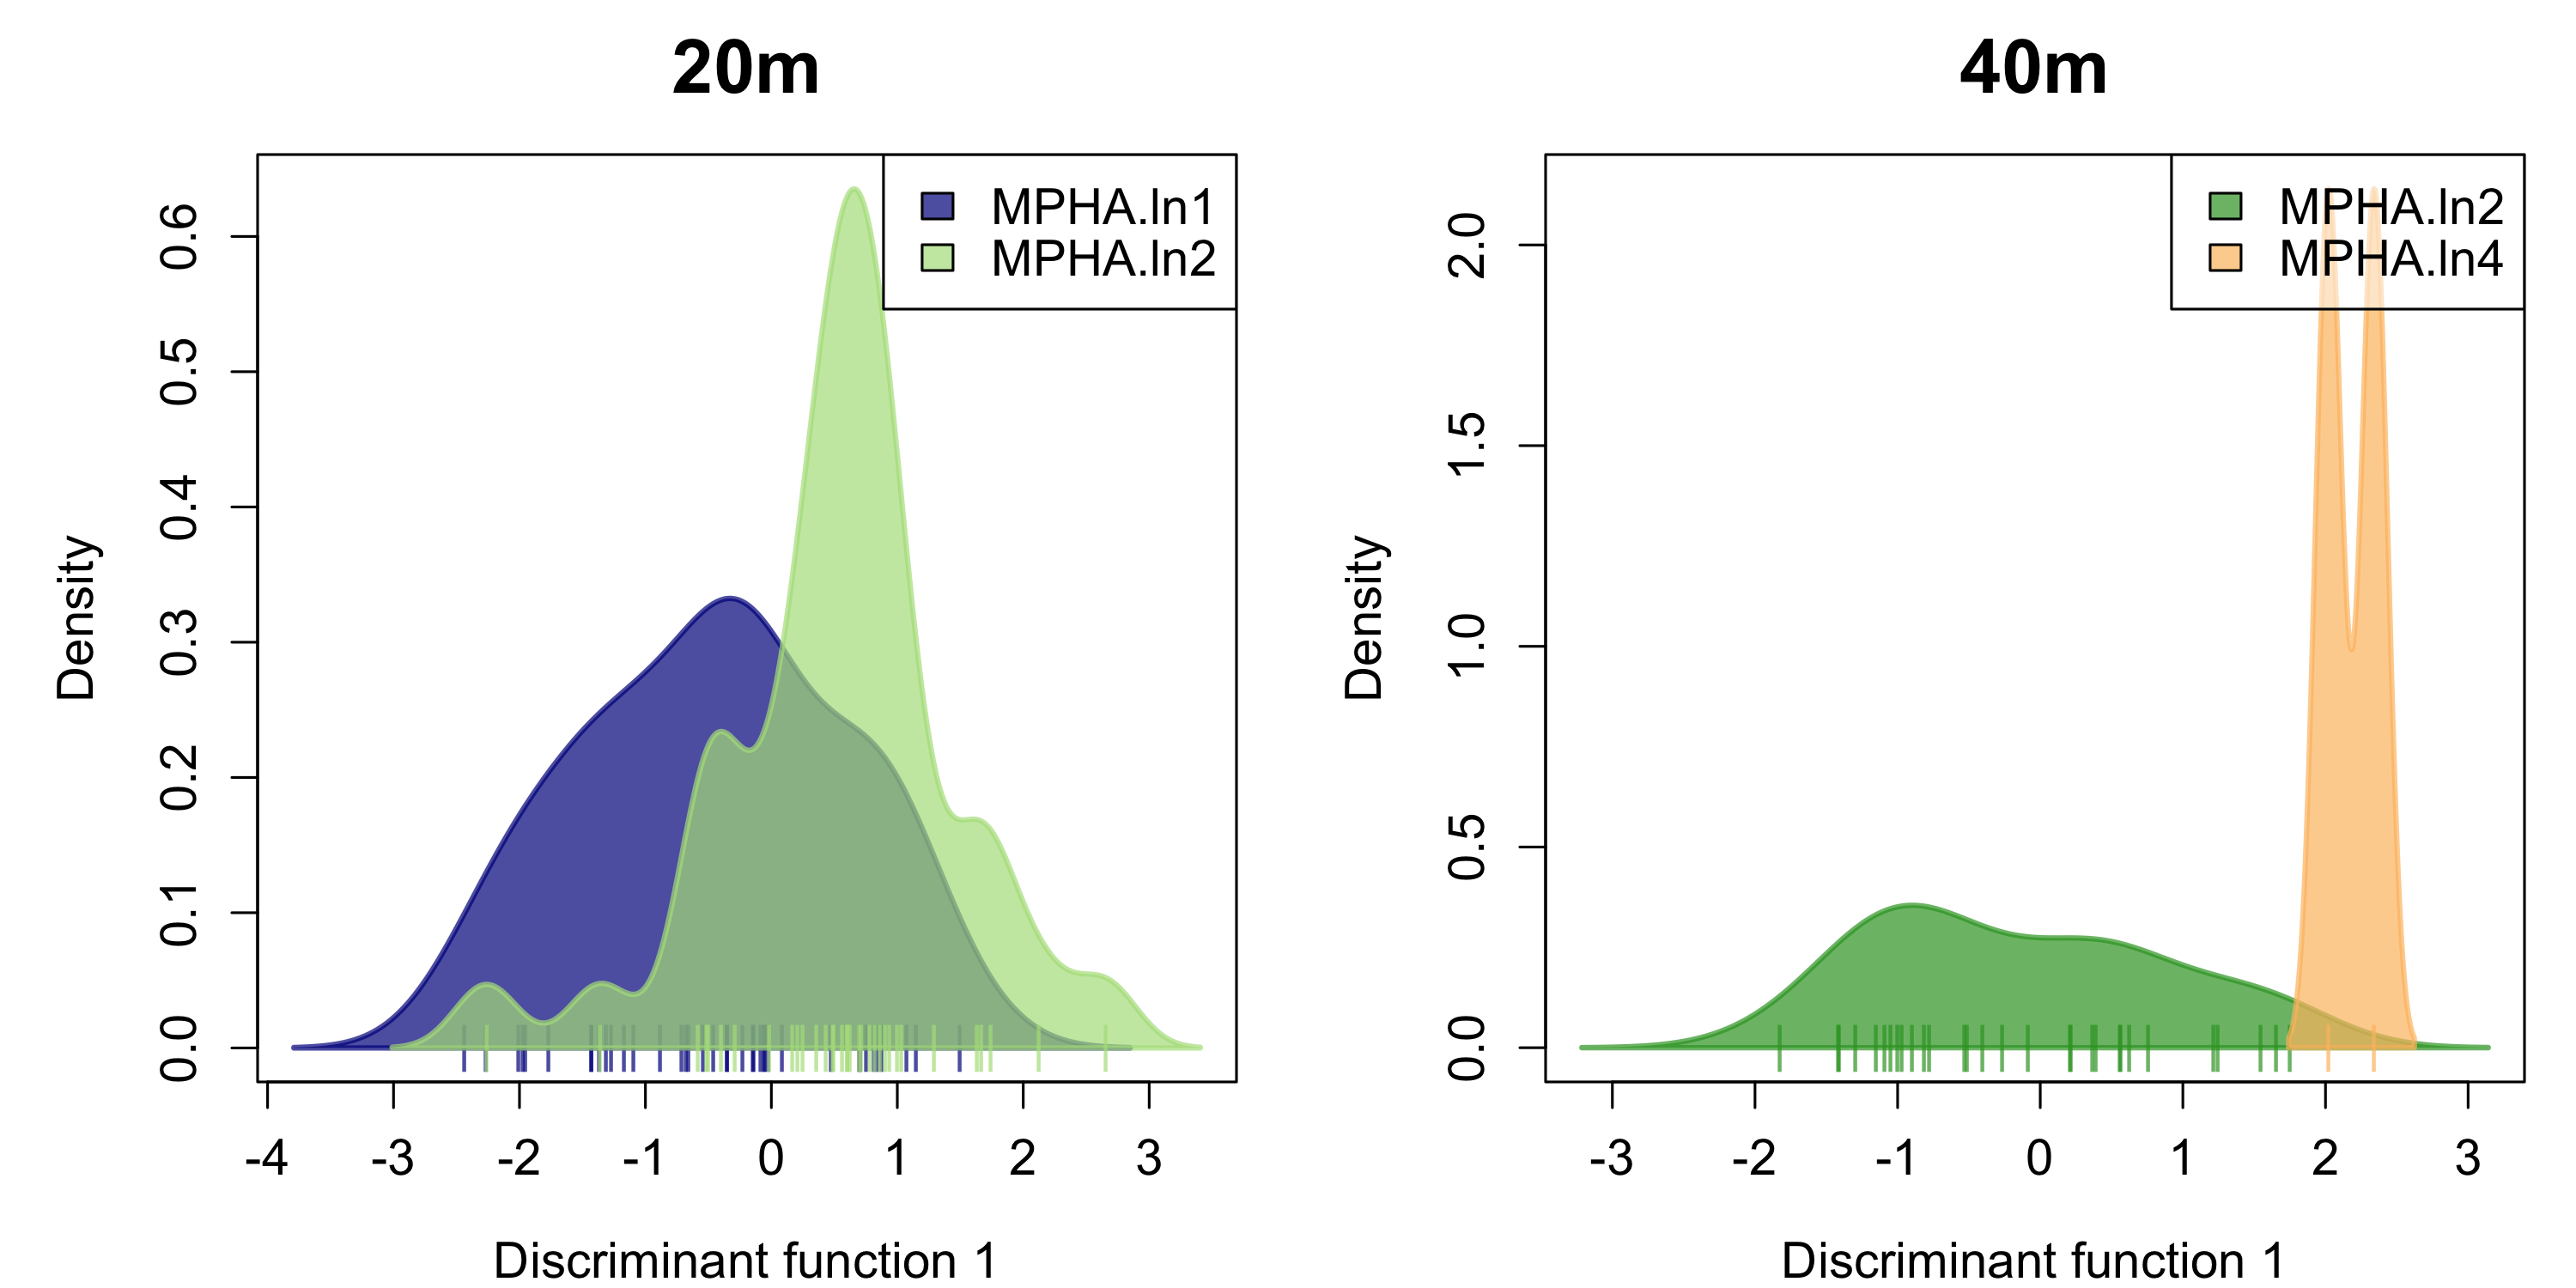 20m
MPHA.ln1
MPHA.ln2
Density
0.0
0.1
0.2
0.3
0.4
0.5
0.6
-4 -3 -2 -1 0 1 2 3
Discriminant function 1
40m
MPHA.ln2
MPHA.ln4
Density
0.0
0.5
1.0
1.5
2.0
-3 -2 -1 0 1 2 3
Discriminant function 1